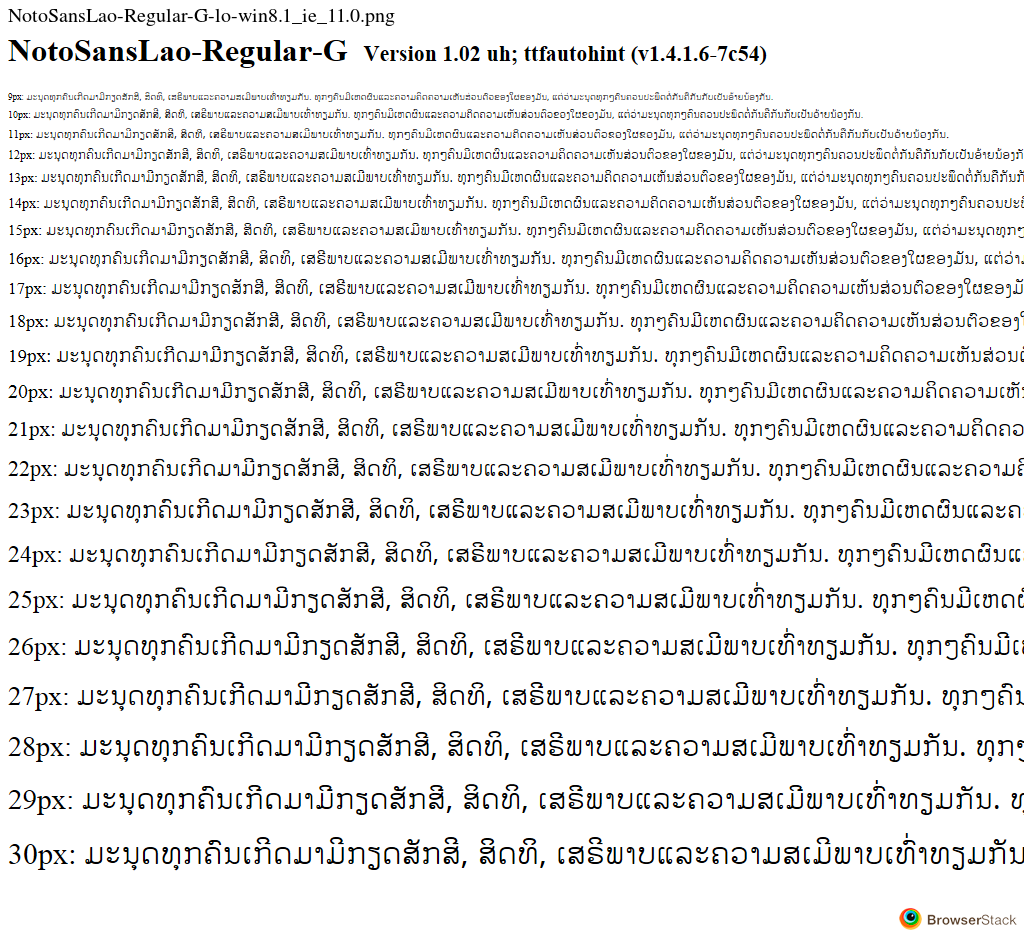 NotoSansLao-Regular-G-lo-win8.1_ie_11.0.png
NotoSansLao-Regular-G Version 1.02 uh; ttfautohint (v1.4.1.6-7c54)
9px: ມະນຸດທຸກຄົນເກີດມາມີກຽດສັກສີ, ສິດທິ, ເສຣີພາບແລະຄວາມສເມີພາບເທົ່າທຽມກັນ. ທຸກໆຄົນມີເຫດຜົນແລະຄວາມຄິດຄວາມເຫັນສ່ວນຕົວຂອງໃຜຂອງມັນ, ແຕ່ວ່າມະນຸດທຸກໆຄົນຄວນປະພຶດຕໍ່ກັນຄືກັນກັບເປັນອ້າຍນ້ອງກັນ.
10px: ມະນຸດທຸກຄົນເກີດມາມີກຽດສັກສີ, ສິດທິ, ເສຣີພາບແລະຄວາມສເມີພາບເທົ່າທຽມກັນ. ທຸກໆຄົນມີເຫດຜົນແລະຄວາມຄິດຄວາມເຫັນສ່ວນຕົວຂອງໃຜຂອງມັນ, ແຕ່ວ່າມະນຸດທຸກໆຄົນຄວນປະພຶດຕໍ່ກັນຄືກັນກັບເປັນອ້າຍນ້ອງກັນ.
11px: ມະນຸດທຸກຄົນເກີດມາມີກຽດສັກສີ, ສິດທິ, ເສຣີພາບແລະຄວາມສເມີພາບເທົ່າທຽມກັນ. ທຸກໆຄົນມີເຫດຜົນແລະຄວາມຄິດຄວາມເຫັນສ່ວນຕົວຂອງໃຜຂອງມັນ, ແຕ່ວ່າມະນຸດທຸກໆຄົນຄວນປະພຶດຕໍ່ກັນຄືກັນກັບເປັນອ້າຍນ້ອງກັນ.
12px: ມະນຸດທຸກຄົນເກີດມາມີກຽດສັກສີ, ສິດທິ, ເສຣີພາບແລະຄວາມສເມີພາບເທົ່າທຽມກັນ. ທຸກໆຄົນມີເຫດຜົນແລະຄວາມຄິດຄວາມເຫັນສ່ວນຕົວຂອງໃຜຂອງມັນ, ແຕ່ວ່າມະນຸດທຸກໆຄົນຄວນປະພຶດຕໍ່ກັນຄືກັນກັບເປັນອ້າຍນ້ອງກັ
13px: ມະນຸດທຸກຄົນເກີດມາມີກຽດສັກສີ, ສິດທິ, ເສຣີພາບແລະຄວາມສເມີພາບເທົ່າທຽມກັນ. ທຸກໆຄົນມີເຫດຜົນແລະຄວາມຄິດຄວາມເຫັນສ່ວນຕົວຂອງໃຜຂອງມັນ, ແຕ່ວ່າມະນຸດທຸກໆຄົນຄວນປະພຶດຕໍ່ກັນຄືກັນກັ
14px: ມະນຸດທຸກຄົນເກີດມາມີກຽດສັກສີ, ສິດທິ, ເສຣີພາບແລະຄວາມສເມີພາບເທົ່າທຽມກັນ. ທຸກໆຄົນມີເຫດຜົນແລະຄວາມຄິດຄວາມເຫັນສ່ວນຕົວຂອງໃຜຂອງມັນ, ແຕ່ວ່າມະນຸດທຸກໆຄົນຄວນປະພຶ
15px: ມະນຸດທຸກຄົນເກີດມາມີກຽດສັກສີ, ສິດທິ, ເສຣີພາບແລະຄວາມສເມີພາບເທົ່າທຽມກັນ. ທຸກໆຄົນມີເຫດຜົນແລະຄວາມຄິດຄວາມເຫັນສ່ວນຕົວຂອງໃຜຂອງມັນ, ແຕ່ວ່າມະນຸດທຸກໆ
16px: ມະນຸດທຸກຄົນເກີດມາມີກຽດສັກສີ, ສິດທິ, ເສຣີພາບແລະຄວາມສເມີພາບເທົ່າທຽມກັນ. ທຸກໆຄົນມີເຫດຜົນແລະຄວາມຄິດຄວາມເຫັນສ່ວນຕົວຂອງໃຜຂອງມັນ, ແຕ່ວ່າມ
17px: ມະນຸດທຸກຄົນເກີດມາມີກຽດສັກສີ, ສິດທິ, ເສຣີພາບແລະຄວາມສເມີພາບເທົ່າທຽມກັນ. ທຸກໆຄົນມີເຫດຜົນແລະຄວາມຄິດຄວາມເຫັນສ່ວນຕົວຂອງໃຜຂອງມັ
18px: ມະນຸດທຸກຄົນເກີດມາມີກຽດສັກສີ, ສິດທິ, ເສຣີພາບແລະຄວາມສເມີພາບເທົ່າທຽມກັນ. ທຸກໆຄົນມີເຫດຜົນແລະຄວາມຄິດຄວາມເຫັນສ່ວນຕົວຂອງໃ
19px: ມະນຸດທຸກຄົນເກີດມາມີກຽດສັກສີ, ສິດທິ, ເສຣີພາບແລະຄວາມສເມີພາບເທົ່າທຽມກັນ. ທຸກໆຄົນມີເຫດຜົນແລະຄວາມຄິດຄວາມເຫັນສ່ວນຕົ
20px: ມະນຸດທຸກຄົນເກີດມາມີກຽດສັກສີ, ສິດທິ, ເສຣີພາບແລະຄວາມສເມີພາບເທົ່າທຽມກັນ. ທຸກໆຄົນມີເຫດຜົນແລະຄວາມຄິດຄວາມເຫັນ
21px: ມະນຸດທຸກຄົນເກີດມາມີກຽດສັກສີ, ສິດທິ, ເສຣີພາບແລະຄວາມສເມີພາບເທົ່າທຽມກັນ. ທຸກໆຄົນມີເຫດຜົນແລະຄວາມຄິດຄວ
22px: ມະນຸດທຸກຄົນເກີດມາມີກຽດສັກສີ, ສິດທິ, ເສຣີພາບແລະຄວາມສເມີພາບເທົ່າທຽມກັນ. ທຸກໆຄົນມີເຫດຜົນແລະຄວາມຄິ
23px: ມະນຸດທຸກຄົນເກີດມາມີກຽດສັກສີ, ສິດທິ, ເສຣີພາບແລະຄວາມສເມີພາບເທົ່າທຽມກັນ. ທຸກໆຄົນມີເຫດຜົນແລະຄ
24px: ມະນຸດທຸກຄົນເກີດມາມີກຽດສັກສີ, ສິດທິ, ເສຣີພາບແລະຄວາມສເມີພາບເທົ່າທຽມກັນ. ທຸກໆຄົນມີເຫດຜົນແ
25px: ມະນຸດທຸກຄົນເກີດມາມີກຽດສັກສີ, ສິດທິ, ເສຣີພາບແລະຄວາມສເມີພາບເທົ່າທຽມກັນ. ທຸກໆຄົນມີເຫດຜົ
26px: ມະນຸດທຸກຄົນເກີດມາມີກຽດສັກສີ, ສິດທິ, ເສຣີພາບແລະຄວາມສເມີພາບເທົ່າທຽມກັນ. ທຸກໆຄົນມີເ
27px: ມະນຸດທຸກຄົນເກີດມາມີກຽດສັກສີ, ສິດທິ, ເສຣີພາບແລະຄວາມສເມີພາບເທົ່າທຽມກັນ. ທຸກໆຄົນ
28px: ມະນຸດທຸກຄົນເກີດມາມີກຽດສັກສີ, ສິດທິ, ເສຣີພາບແລະຄວາມສເມີພາບເທົ່າທຽມກັນ. ທຸກໆ
29px: ມະນຸດທຸກຄົນເກີດມາມີກຽດສັກສີ, ສິດທິ, ເສຣີພາບແລະຄວາມສເມີພາບເທົ່າທຽມກັນ. ທຸ
30px: ມະນຸດທຸກຄົນເກີດມາມີກຽດສັກສີ, ສິດທິ, ເສຣີພາບແລະຄວາມສເມີພາບເທົ່າທຽມກັນ
BrowserStack